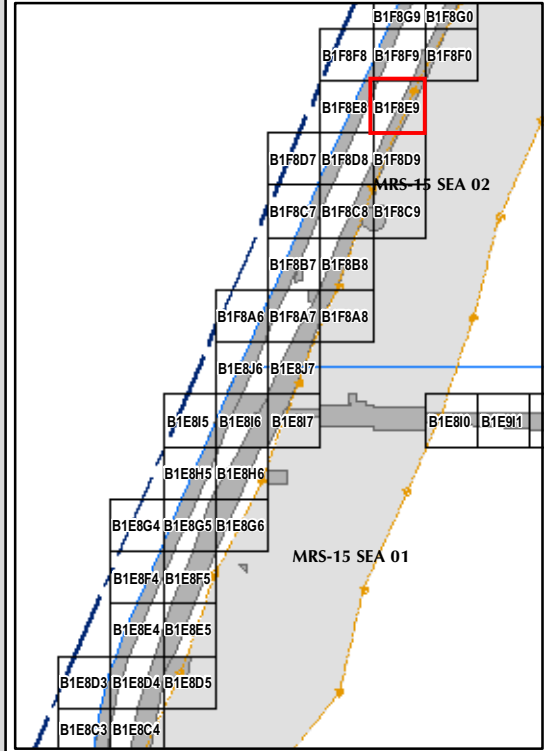 B1F8G9 B1F8G0
B1F8F8 B1F8F9 B1F8F0
B1F8E8 B1F8E9
B1F8D7 B1F8D8 B1F8D9
MRS-15 SEA 02
B1F8C7 B1F8C8 B1F8C9
B1F8B7 B1F8B8
B1F8A6 B1F8A7 B1F8A8
B1E8J6 B1E8J7
B1E8I5 B1E8I6 B1E8I7 B1E8I0 B1E9I1
B1E8H5 B1E8H6
B1E8G4 B1E8G5 B1E8G6
MRS-15 SEA 01
B1E8F4 B1E8F5
B1E8E4 B1E8E5
B1E8D3 B1E8D4 B1E8D5
B1E8C3 B1E8C4